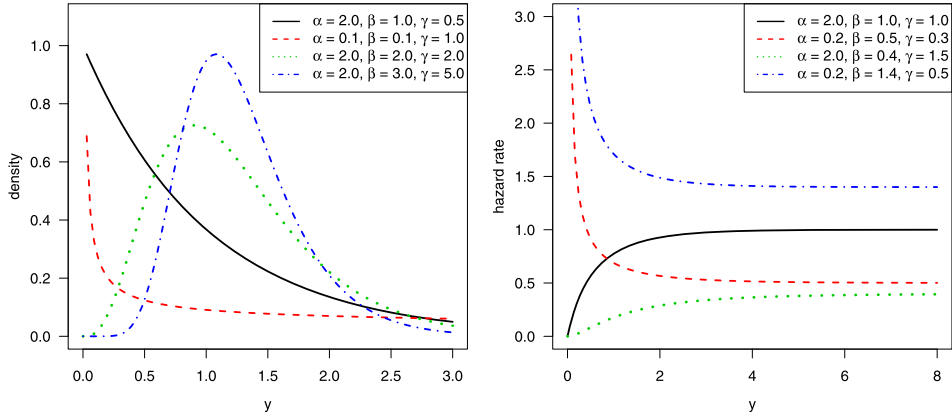 α = 2.0, β = 1.0, γ = 0.5
α = 0.1, β = 0.1, γ = 1.0
α = 2.0, β = 2.0, γ = 2.0
α = 2.0, β = 3.0, γ = 5.0
1.0
0.8
0.6
0.4
0.2
0.0
density
0.0 0.5 1.0 1.5 2.0 2.5 3.0
y
α = 2.0, β = 1.0, γ = 1.0
α = 0.2, β = 0.5, γ = 0.3
α = 2.0, β = 0.4, γ = 1.5
α = 0.2, β = 1.4, γ = 0.5
3.0
2.5
2.0
1.5
1.0
0.5
0.0
hazard rate
0 2 4 6 8
y